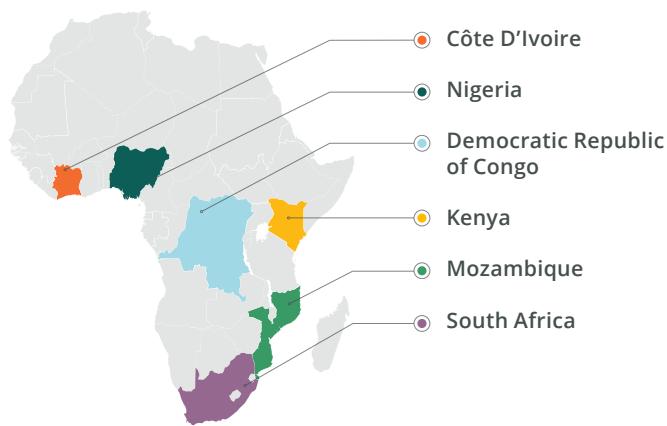 Côte D’Ivoire
Nigeria
Democratic Republic
of Congo
Kenya
Mozambique
South Africa